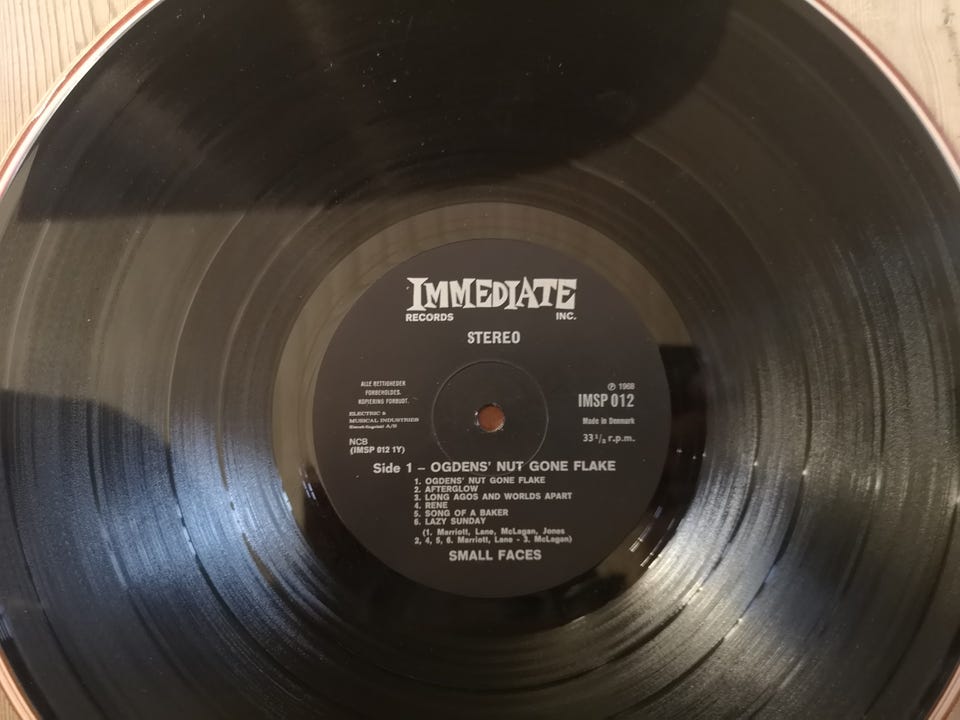 IMMEDIATE
RECORDS INC.
STEREO
ALLE RETTIGHEDER
FORBEHOLDES.
KOPIERING FORBUDT.
ELECTRIC &
MUSICAL INDUSTRIES
A/S
NCB
(IMSP 012 1Y)
℗ 1968
IMSP 012
Made in Denmark
33 1/3 r.p.m.
Side 1 – OGDENS' NUT GONE FLAKE
1. OGDENS' NUT GONE FLAKE
2. AFTERGLOW
3. LONG AGOS AND WORLDS APART
4. RENE
5. SONG OF A BAKER
6. LAZY SUNDAY
(1. Marriott, Lane, McLagan, Jones
2, 4, 5, 6. Marriott, Lane - 3. McLagan)
SMALL FACES